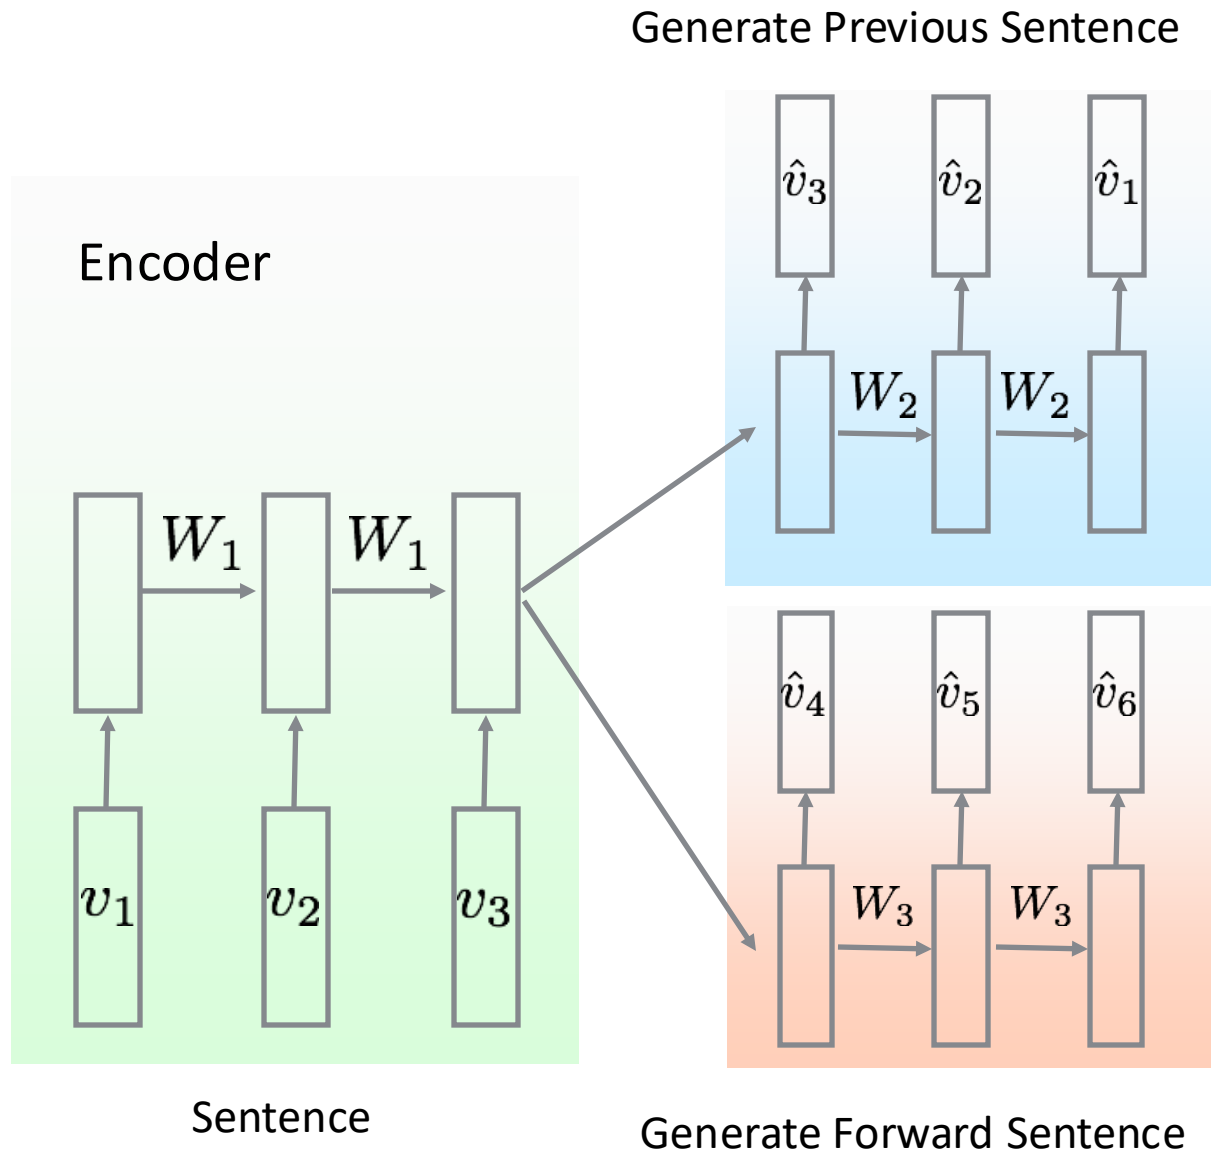 Generate Previous Sentence
v̂₃ v̂₂ v̂₁
Encoder
W₂ W₂
W₁ W₁
v̂₄ v̂₅ v̂₆
v₁ v₂ v₃
W₃ W₃
Sentence
Generate Forward Sentence